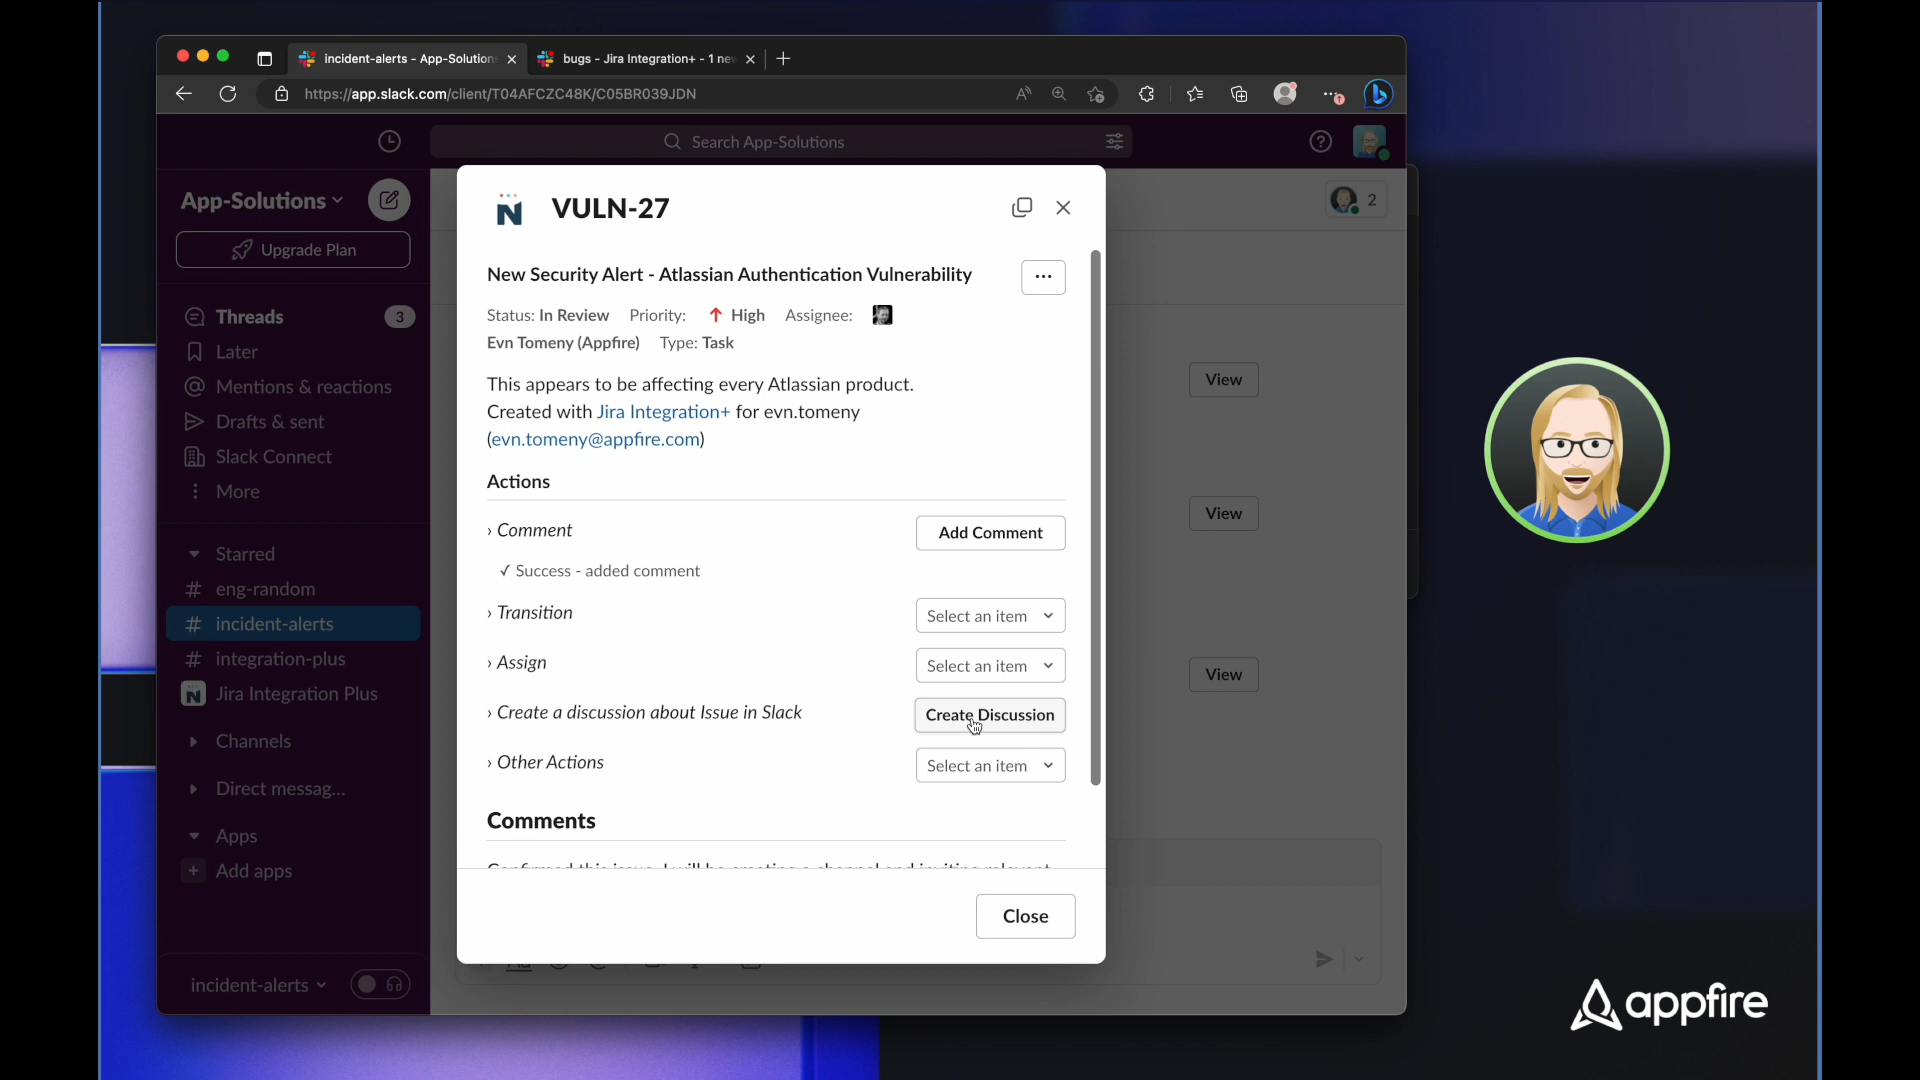 incident-alerts - App-Solution
bugs - Jira Integration+ - 1 ne
https://app.slack.com/client/T04AFCZC48K/C05BR039JDN
Search App-Solutions
App-Solutions
Upgrade Plan
Threads
3
Later
Mentions & reactions
Drafts & sent
Slack Connect
More
Starred
# eng-random
# incident-alerts
# integration-plus
Jira Integration Plus
Channels
Direct messag...
Apps
+ Add apps
incident-alerts
2
View
View
View
VULN-27
New Security Alert - Atlassian Authentication Vulnerability
...
Status: In Review Priority: High Assignee:
Evn Tomeny (Appfire) Type: Task
This appears to be affecting every Atlassian product.
Created with Jira Integration+ for evn.tomeny
(evn.tomeny@appfire.com)
Actions
› Comment
Add Comment
✓ Success - added comment
› Transition
Select an item
› Assign
Select an item
› Create a discussion about Issue in Slack
Create Discussion
› Other Actions
Select an item
Comments
Close
appfire